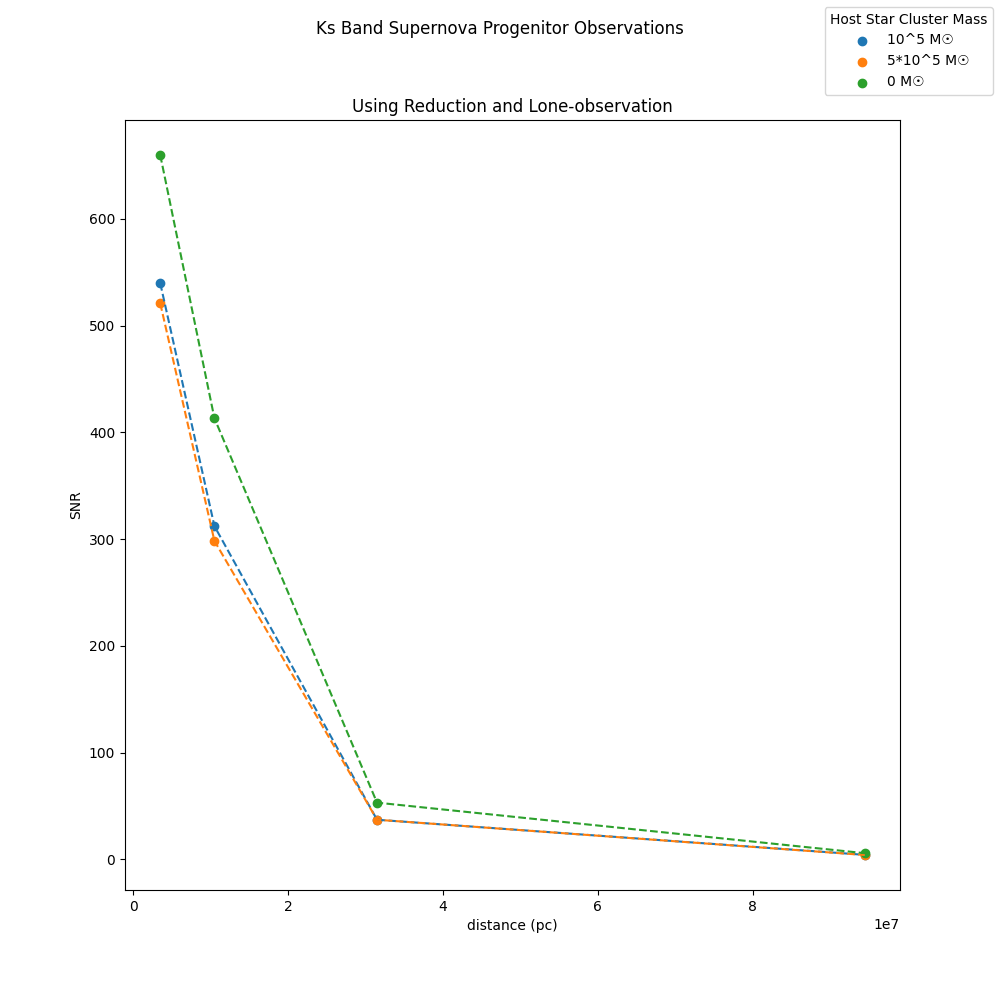 Ks Band Supernova Progenitor Observations
Host Star Cluster Mass
10^5 M☉
5*10^5 M☉
0 M☉
Using Reduction and Lone-observation
600
500
400
300
200
100
0
SNR
0 2 4 6 8
1e7
distance (pc)